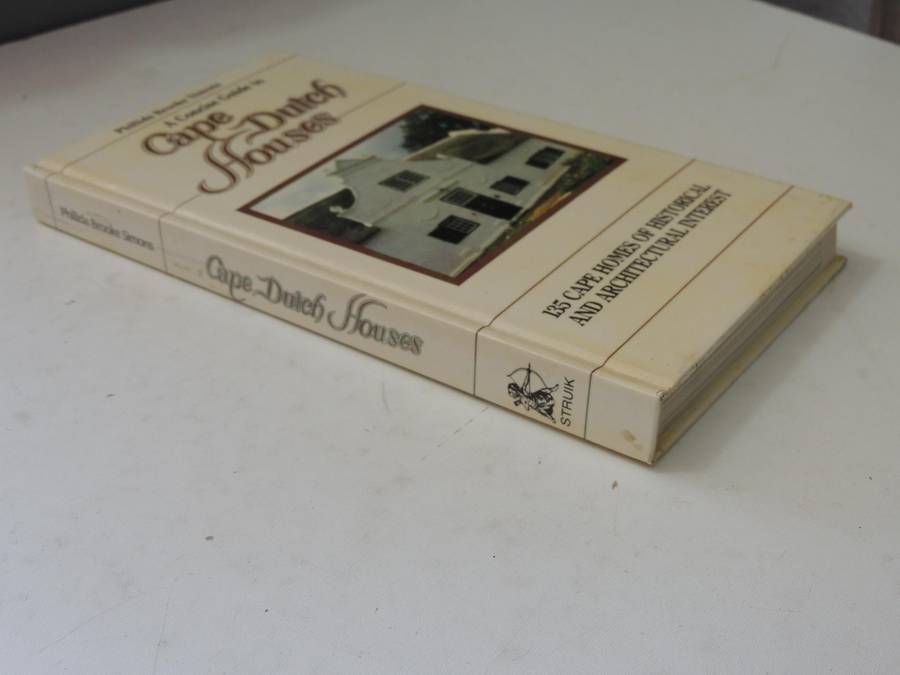 Phillida Brooke Simons
A Concise Guide to
Cape Dutch
Houses
135 CAPE HOMES OF HISTORICAL
AND ARCHITECTURAL INTEREST
Phillida Brooke Simons
Cape Dutch Houses
STRUIK